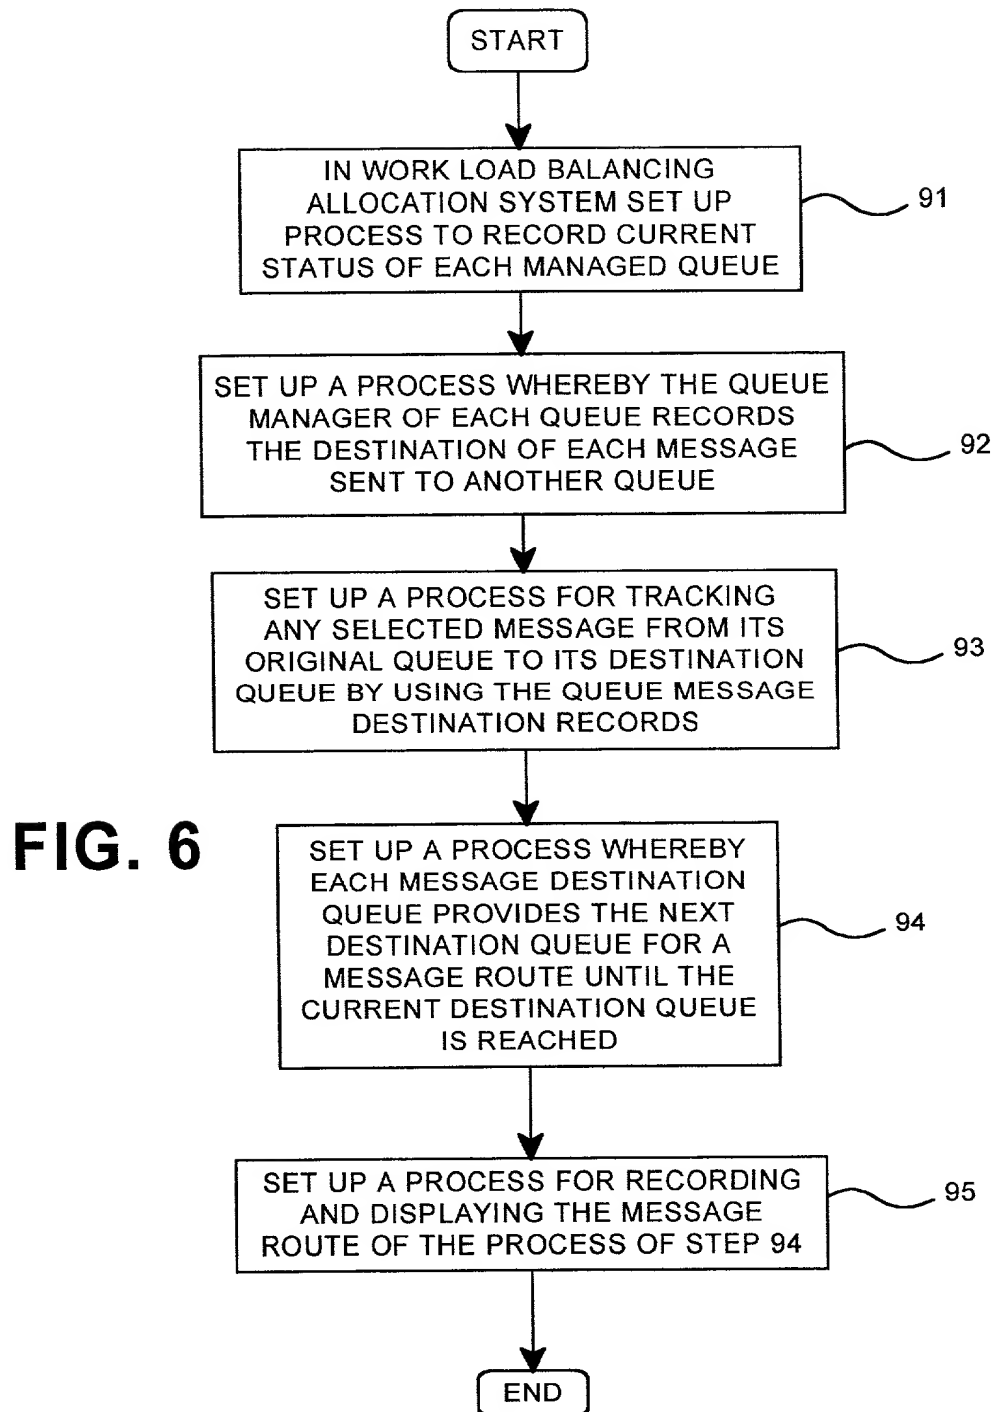 START
IN WORK LOAD BALANCING
ALLOCATION SYSTEM SET UP
PROCESS TO RECORD CURRENT
STATUS OF EACH MANAGED QUEUE
91
SET UP A PROCESS WHEREBY THE QUEUE
MANAGER OF EACH QUEUE RECORDS
THE DESTINATION OF EACH MESSAGE
SENT TO ANOTHER QUEUE
92
SET UP A PROCESS FOR TRACKING
ANY SELECTED MESSAGE FROM ITS
ORIGINAL QUEUE TO ITS DESTINATION
QUEUE BY USING THE QUEUE MESSAGE
DESTINATION RECORDS
93
FIG. 6
SET UP A PROCESS WHEREBY
EACH MESSAGE DESTINATION
QUEUE PROVIDES THE NEXT
DESTINATION QUEUE FOR A
MESSAGE ROUTE UNTIL THE
CURRENT DESTINATION QUEUE
IS REACHED
94
SET UP A PROCESS FOR RECORDING
AND DISPLAYING THE MESSAGE
ROUTE OF THE PROCESS OF STEP 94
95
END